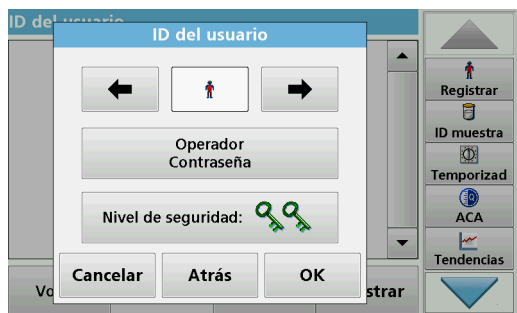 ID del usuario
ID del usuario
Registrar
Operador
Contraseña
ID muestra
Temporizad
Nivel de seguridad:
ACA
Tendencias
Cancelar
Atrás
OK